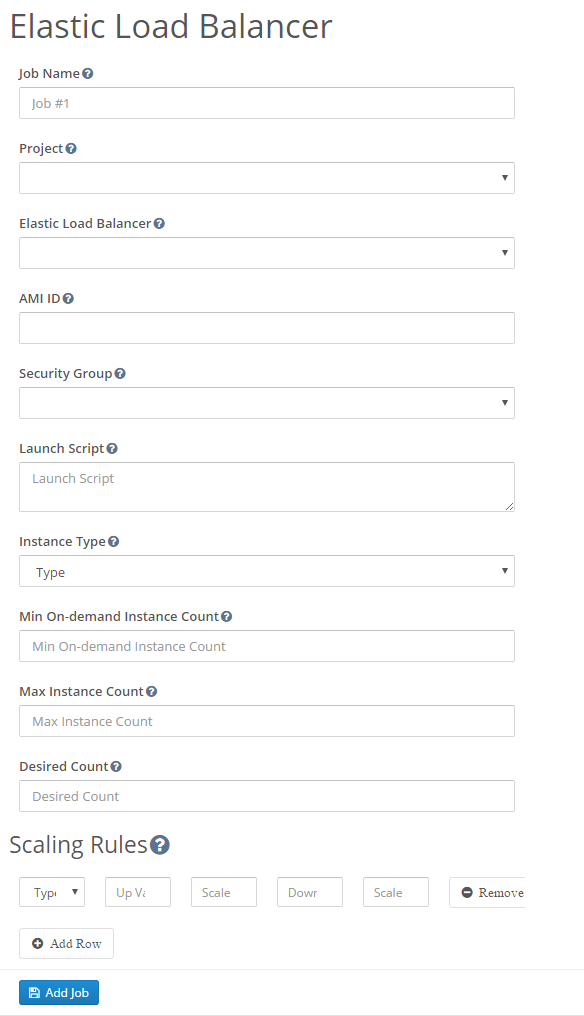 Elastic Load Balancer
Job Name
Job #1
Project
Elastic Load Balancer
AMI ID
Security Group
Launch Script
Launch Script
Instance Type
Type
Min On-demand Instance Count
Min On-demand Instance Count
Max Instance Count
Max Instance Count
Desired Count
Desired Count
Scaling Rules
Type Up Va Scale Dowr Scale Remove
Add Row
Add Job